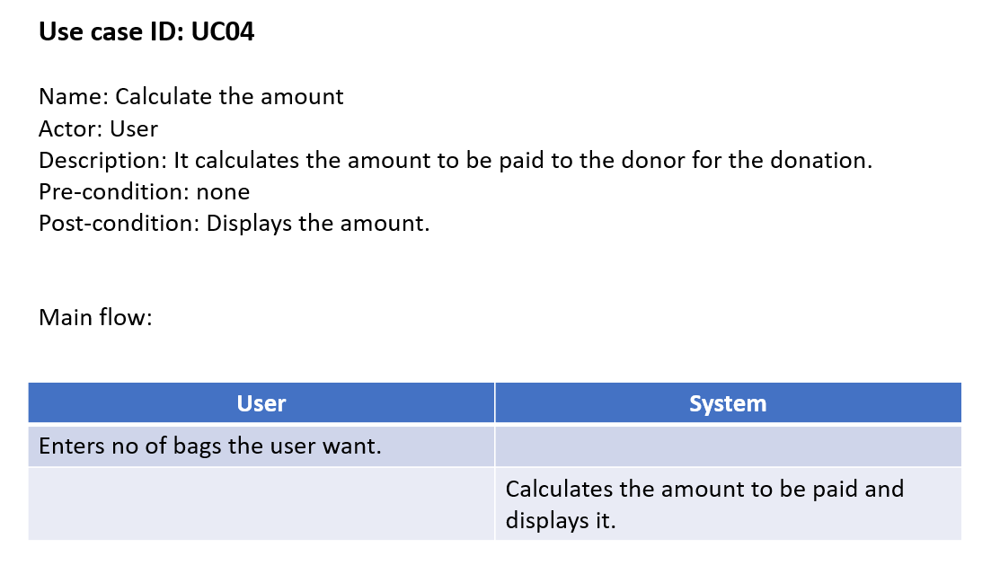 Use case ID: UC04
Name: Calculate the amount
Actor: User
Description: It calculates the amount to be paid to the donor for the donation.
Pre-condition: none
Post-condition: Displays the amount.
Main flow:
User
System
Enters no of bags the user want.
Calculates the amount to be paid and
displays it.